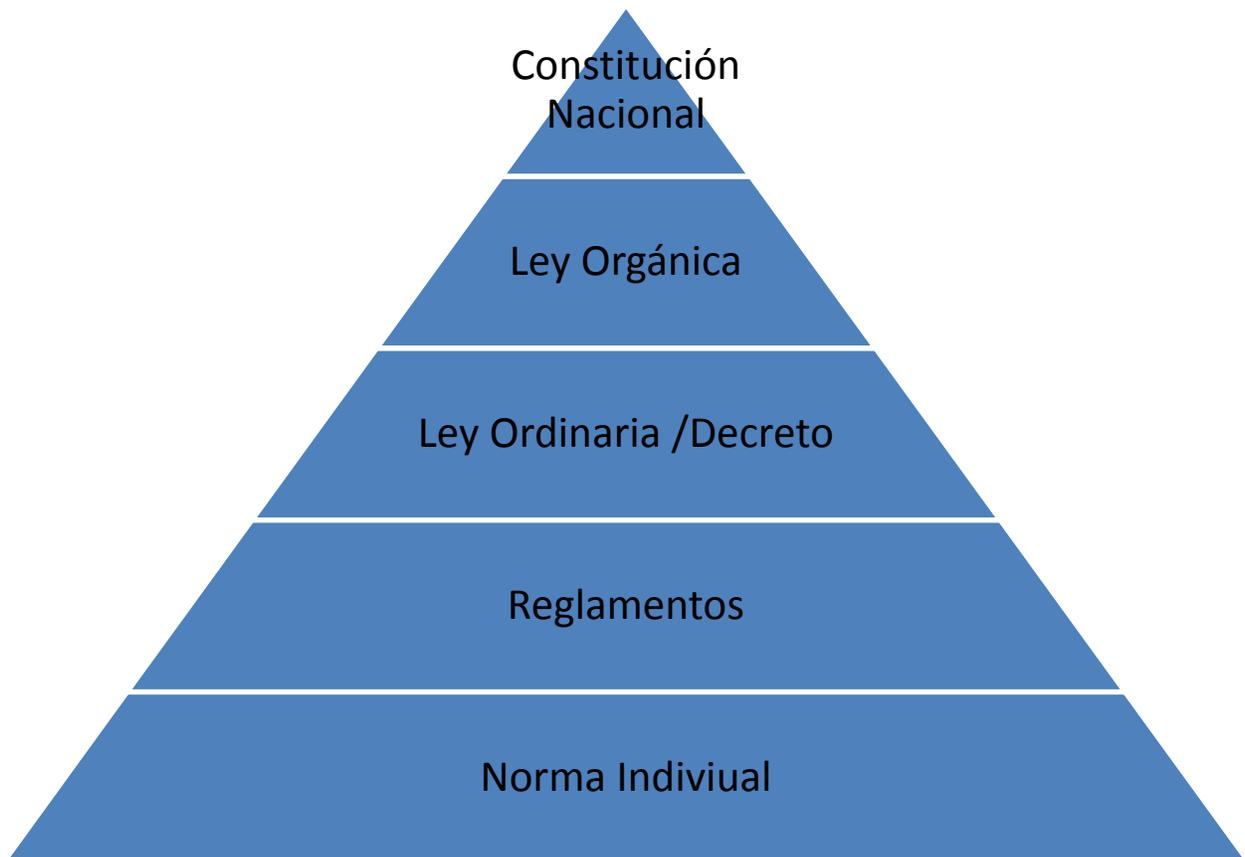 Constitución
Nacional
Ley Orgánica
Ley Ordinaria /Decreto
Reglamentos
Norma Indiviual